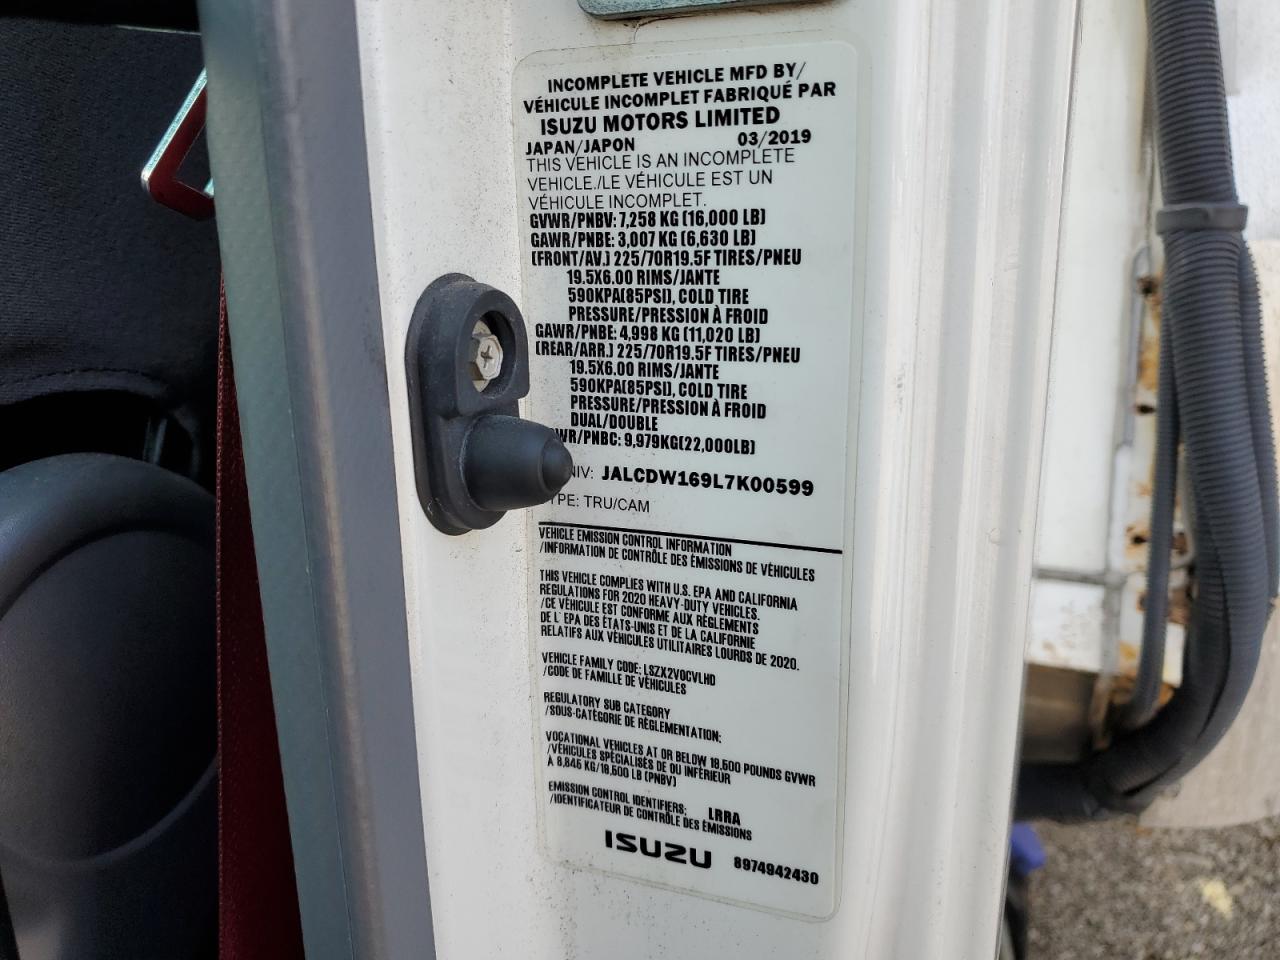 INCOMPLETE VEHICLE MFD BY/
VÉHICULE INCOMPLET FABRIQUÉ PAR
ISUZU MOTORS LIMITED
JAPAN/JAPON 03/2019
THIS VEHICLE IS AN INCOMPLETE
VEHICLE./LE VÉHICULE EST UN
VÉHICULE INCOMPLET.
GVWR/PNBV: 7,258 KG (16,000 LB)
GAWR/PNBE: 3,007 KG (6,630 LB)
(FRONT/AV.) 225/70R19.5F TIRES/PNEU
19.5X6.00 RIMS/JANTE
590KPA(85PSI), COLD TIRE
PRESSURE/PRESSION À FROID
GAWR/PNBE: 4,998 KG (11,020 LB)
(REAR/ARR.) 225/70R19.5F TIRES/PNEU
19.5X6.00 RIMS/JANTE
590KPA(85PSI), COLD TIRE
PRESSURE/PRESSION À FROID
DUAL/DOUBLE
WR/PNBC: 9,979KG(22,000LB)
NIV: JALCDW169L7K00599
YPE: TRU/CAM
VEHICLE EMISSION CONTROL INFORMATION
/INFORMATION DE CONTRÔLE DES ÉMISSIONS DE VÉHICULES
THIS VEHICLE COMPLIES WITH U.S. EPA AND CALIFORNIA
REGULATIONS FOR 2020 HEAVY-DUTY VEHICLES.
/CE VÉHICULE EST CONFORME AUX RÈGLEMENTS
DE L' EPA DES ÉTATS-UNIS ET DE LA CALIFORNIE
RELATIFS AUX VÉHICULES UTILITAIRES LOURDS DE 2020.
VEHICLE FAMILY CODE: LSZX2VOCVLHD
/CODE DE FAMILLE DE VÉHICULES
REGULATORY SUB CATEGORY
/SOUS-CATÉGORIE DE RÈGLEMENTATION:
VOCATIONAL VEHICLES AT OR BELOW 19,500 POUNDS GVWR
/VÉHICULES SPÉCIALISÉS DE OU INFÉRIEUR
À 8,845 KG/19,500 LB (PNBV)
EMISSION CONTROL IDENTIFIERS: LRRA
/IDENTIFICATEUR DE CONTRÔLE DES ÉMISSIONS
ISUZU 8974942430